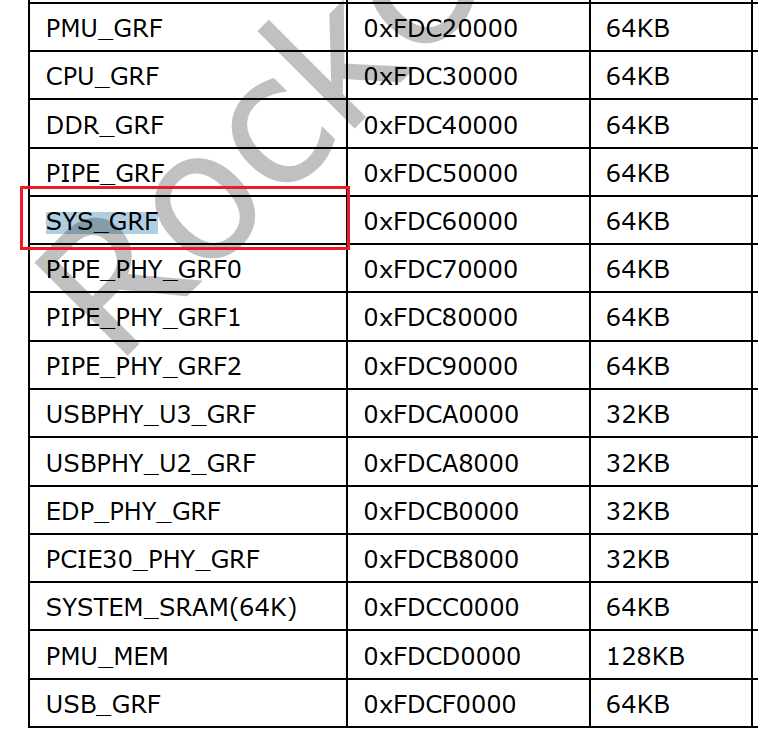 PMU_GRF 0xFDC20000 64KB
CPU_GRF 0xFDC30000 64KB
DDR_GRF 0xFDC40000 64KB
PIPE_GRF 0xFDC50000 64KB
SYS_GRF 0xFDC60000 64KB
PIPE_PHY_GRF0 0xFDC70000 64KB
PIPE_PHY_GRF1 0xFDC80000 64KB
PIPE_PHY_GRF2 0xFDC90000 64KB
USBPHY_U3_GRF 0xFDCA0000 32KB
USBPHY_U2_GRF 0xFDCA8000 32KB
EDP_PHY_GRF 0xFDCB0000 32KB
PCIE30_PHY_GRF 0xFDCB8000 32KB
SYSTEM_SRAM(64K) 0xFDCC0000 64KB
PMU_MEM 0xFDCD0000 128KB
USB_GRF 0xFDCF0000 64KB